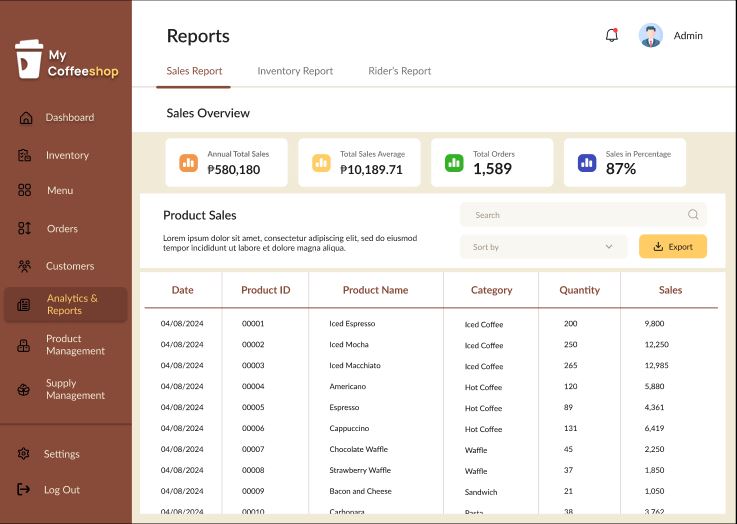 My
Coffeeshop
Dashboard
Inventory
Menu
Orders
Customers
Analytics &
Reports
Product
Management
Supply
Management
Settings
Log Out
Reports
Admin
Sales Report Inventory Report Rider's Report
Sales Overview
Annual Total Sales
₱580,180
Total Sales Average
₱10,189.71
Total Orders
1,589
Sales in Percentage
87%
Product Sales
Lorem ipsum dolor sit amet, consectetur adipiscing elit, sed do eiusmod
tempor incididunt ut labore et dolore magna aliqua.
Search
Sort by
Export
Date Product ID Product Name Category Quantity Sales
04/08/2024 00001 Iced Espresso Iced Coffee 200 9,800
04/08/2024 00002 Iced Mocha Iced Coffee 250 12,250
04/08/2024 00003 Iced Macchiato Iced Coffee 265 12,985
04/08/2024 00004 Americano Hot Coffee 120 5,880
04/08/2024 00005 Espresso Hot Coffee 89 4,361
04/08/2024 00006 Cappuccino Hot Coffee 131 6,419
04/08/2024 00007 Chocolate Waffle Waffle 45 2,250
04/08/2024 00008 Strawberry Waffle Waffle 37 1,850
04/08/2024 00009 Bacon and Cheese Sandwich 21 1,050
04/08/2024 00010 Carbonara Pasta 38 3,762